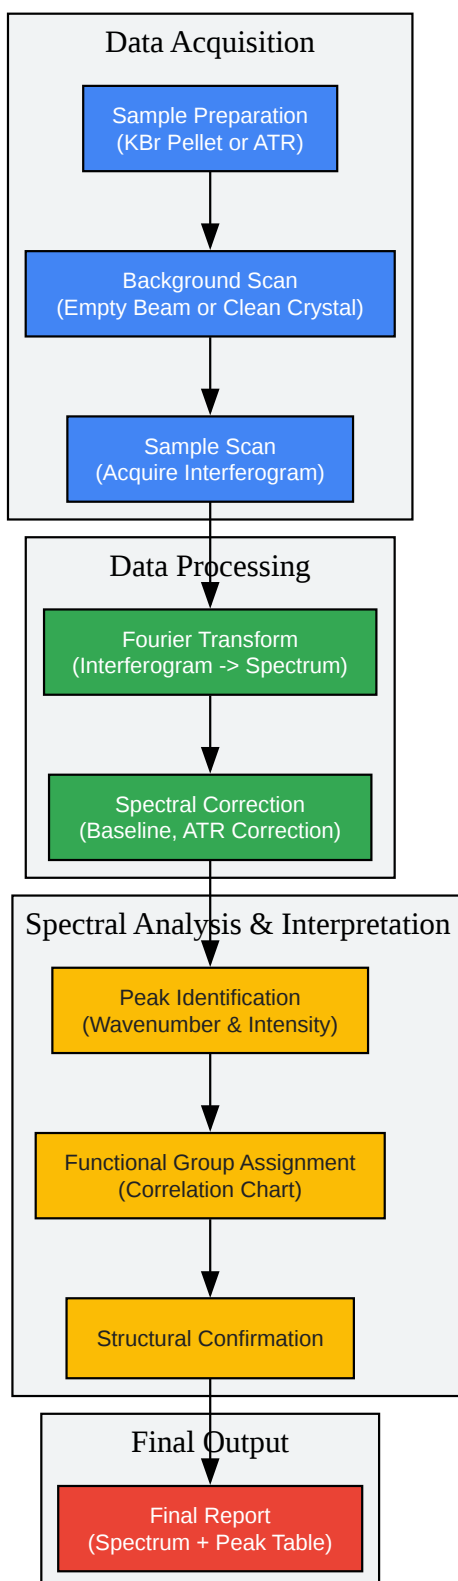 Data Acquisition
Sample Preparation
(KBr Pellet or ATR)
Background Scan
(Empty Beam or Clean Crystal)
Sample Scan
(Acquire Interferogram)
Data Processing
Fourier Transform
(Interferogram -> Spectrum)
Spectral Correction
(Baseline, ATR Correction)
Spectral Analysis & Interpretation
Peak Identification
(Wavenumber & Intensity)
Functional Group Assignment
(Correlation Chart)
Structural Confirmation
Final Output
Final Report
(Spectrum + Peak Table)